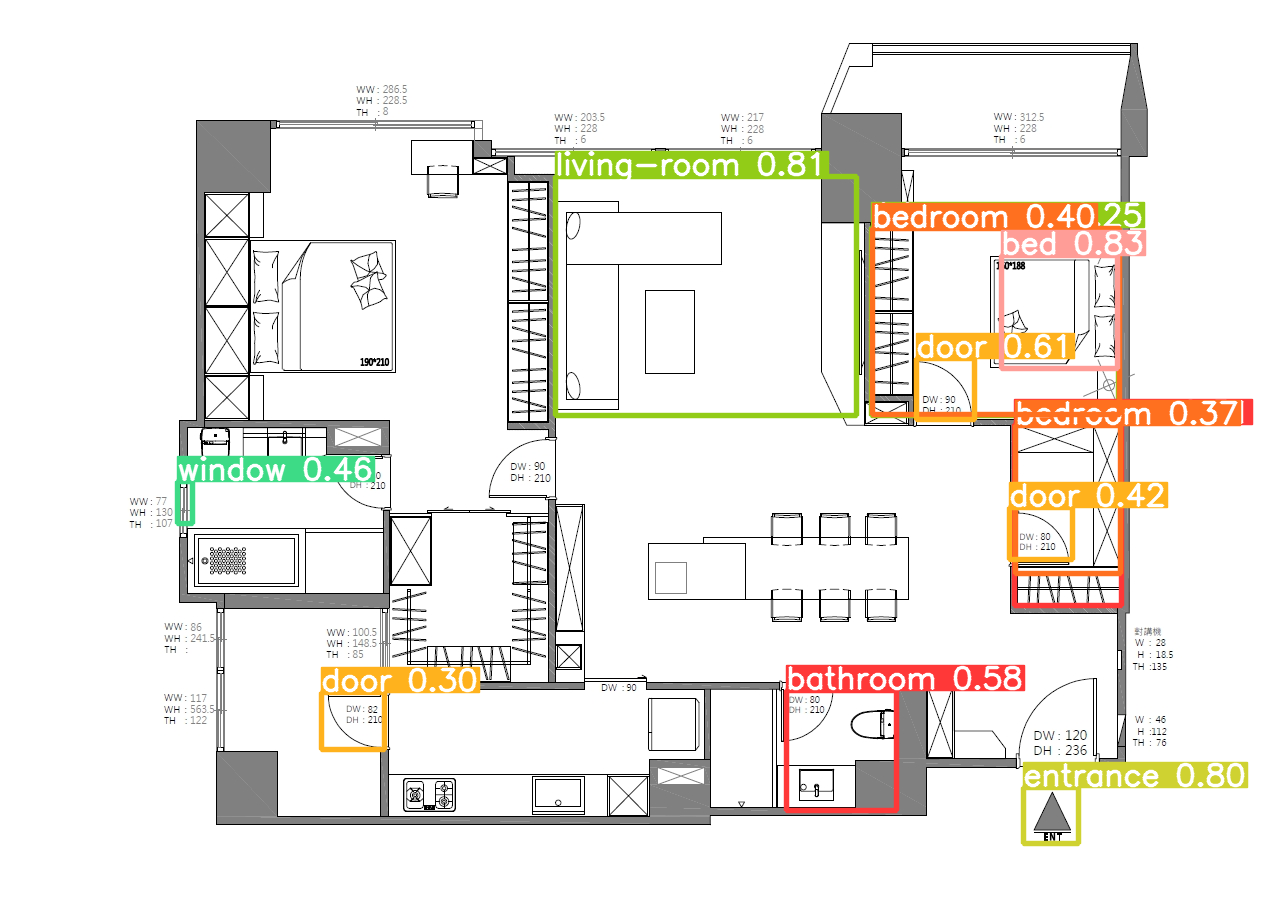 WW : 286.5
WH : 228.5
TH : 8
WW : 203.5
WH : 228
TH : 6
WW : 217
WH : 228
TH : 6
WW : 312.5
WH : 228
TH : 6
living-room 0.81
bedroom 0.40
.25
bed 0.83
190*210
door 0.61
DW : 90
DH : 210
bedroom 0.37
window 0.46
DH : 210
DW : 90
DH : 210
door 0.42
DW : 80
DH : 210
WW : 77
WH : 130
TH : 107
WW : 86
WH : 241.5
TH :
WW : 100.5
WH : 148.5
TH : 85
對講機
W : 28
H : 18.5
TH :135
door 0.30
DW : 82
DH : 210
DW : 90
bathroom 0.58
DW : 80
DH : 210
WW : 117
WH : 563.5
TH : 122
W : 46
H :112
TH : 76
DW : 120
DH : 236
entrance 0.80
ENT